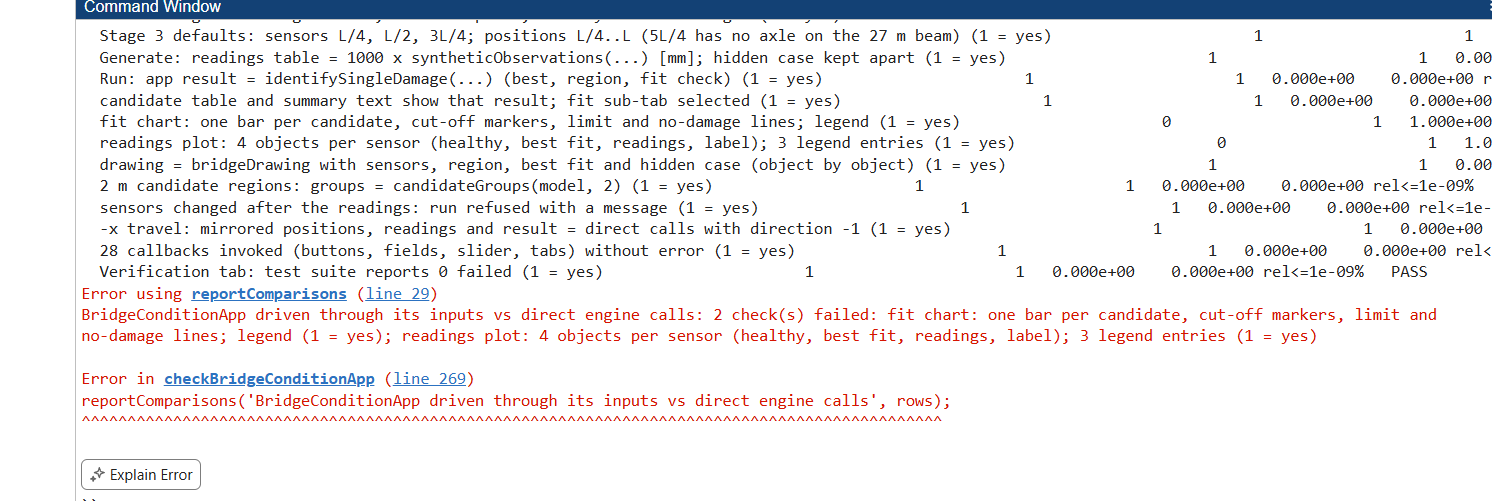 Command Window
Stage 3 defaults: sensors L/4, L/2, 3L/4; positions L/4..L (5L/4 has no axle on the 27 m beam) (1 = yes) 1 1
Generate: readings table = 1000 x syntheticObservations(...) [mm]; hidden case kept apart (1 = yes) 1 1 0.00
Run: app result = identifySingleDamage(...) (best, region, fit check) (1 = yes) 1 1 0.000e+00 0.000e+00 r
candidate table and summary text show that result; fit sub-tab selected (1 = yes) 1 1 0.000e+00 0.000e+00
fit chart: one bar per candidate, cut-off markers, limit and no-damage lines; legend (1 = yes) 0 1 1.000e+00
readings plot: 4 objects per sensor (healthy, best fit, readings, label); 3 legend entries (1 = yes) 0 1 1.0
drawing = bridgeDrawing with sensors, region, best fit and hidden case (object by object) (1 = yes) 1 1 0.00
2 m candidate regions: groups = candidateGroups(model, 2) (1 = yes) 1 1 0.000e+00 0.000e+00 rel<=1e-09%
sensors changed after the readings: run refused with a message (1 = yes) 1 1 0.000e+00 0.000e+00 rel<=1e-
-x travel: mirrored positions, readings and result = direct calls with direction -1 (1 = yes) 1 1 0.000e+00
28 callbacks invoked (buttons, fields, slider, tabs) without error (1 = yes) 1 1 0.000e+00 0.000e+00 rel<
Verification tab: test suite reports 0 failed (1 = yes) 1 1 0.000e+00 0.000e+00 rel<=1e-09% PASS
Error using reportComparisons (line 29)
BridgeConditionApp driven through its inputs vs direct engine calls: 2 check(s) failed: fit chart: one bar per candidate, cut-off markers, limit and
no-damage lines; legend (1 = yes); readings plot: 4 objects per sensor (healthy, best fit, readings, label); 3 legend entries (1 = yes)
Error in checkBridgeConditionApp (line 269)
reportComparisons('BridgeConditionApp driven through its inputs vs direct engine calls', rows);
^^^^^^^^^^^^^^^^^^^^^^^^^^^^^^^^^^^^^^^^^^^^^^^^^^^^^^^^^^^^^^^^^^^^^^^^^^^^^^^^^^^^^^^^^^^^^^^
Explain Error